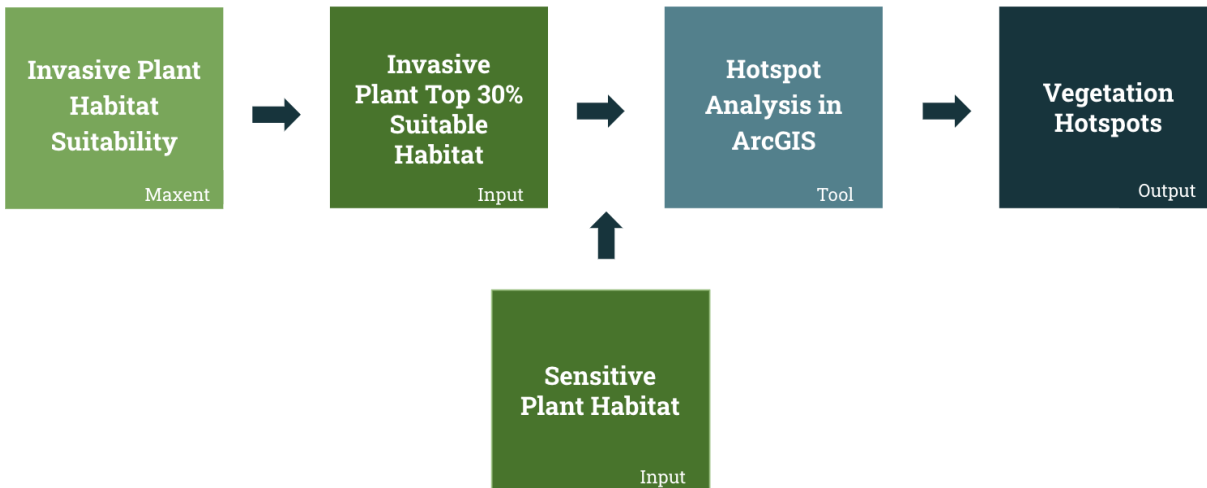 Invasive Plant
Habitat
Suitability
Maxent
Invasive
Plant Top 30%
Suitable
Habitat
Input
Hotspot
Analysis in
ArcGIS
Tool
Vegetation
Hotspots
Output
Sensitive
Plant Habitat
Input